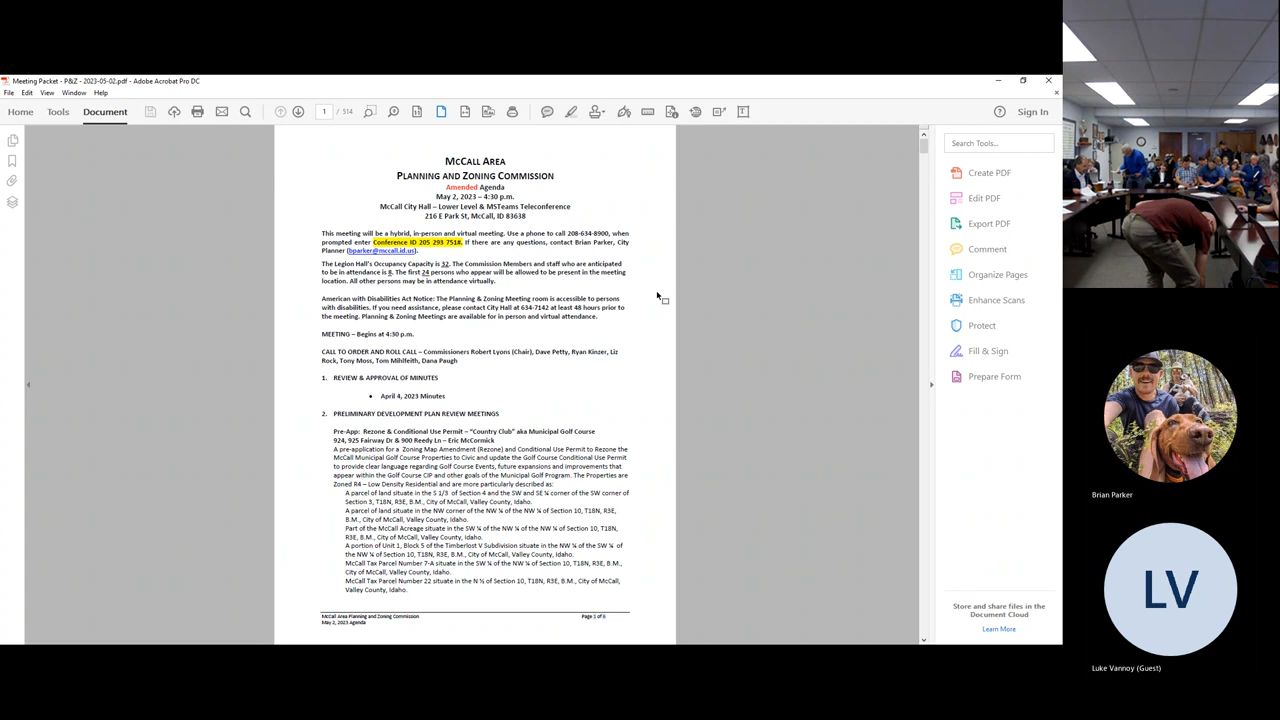 Meeting Packet - P&Z - 2023-05-02.pdf - Adobe Acrobat Pro DC
File Edit View Window Help
Home Tools Document 1 / 514 Sign In
Search Tools...
Create PDF
Edit PDF
Export PDF
Comment
Organize Pages
Enhance Scans
Protect
Fill & Sign
Prepare Form
Store and share files in the
Document Cloud
Learn More
McCall Area
Planning and Zoning Commission
Amended Agenda
May 2, 2023 – 4:30 p.m.
McCall City Hall – Lower Level & MSTeams Teleconference
216 E Park St, McCall, ID 83638
This meeting will be a hybrid, in-person and virtual meeting. Use a phone to call 208-634-8900, when
prompted enter Conference ID 205 293 751#. If there are any questions, contact Brian Parker, City
Planner (bparker@mccall.id.us).
The Legion Hall's Occupancy Capacity is 32. The Commission Members and staff who are anticipated
to be in attendance is 8. The first 24 persons who appear will be allowed to be present in the meeting
location. All other persons may be in attendance virtually.
American with Disabilities Act Notice: The Planning & Zoning Meeting room is accessible to persons
with disabilities. If you need assistance, please contact City Hall at 634-7142 at least 48 hours prior to
the meeting. Planning & Zoning Meetings are available for in person and virtual attendance.
MEETING – Begins at 4:30 p.m.
CALL TO ORDER AND ROLL CALL – Commissioners Robert Lyons (Chair), Dave Petty, Ryan Kinzer, Liz
Rock, Tony Moss, Tom Mihlfeith, Dana Paugh
1. REVIEW & APPROVAL OF MINUTES
• April 4, 2023 Minutes
2. PRELIMINARY DEVELOPMENT PLAN REVIEW MEETINGS
Pre-App: Rezone & Conditional Use Permit – "Country Club" aka Municipal Golf Course
924, 925 Fairway Dr & 900 Reedy Ln – Eric McCormick
A pre-application for a Zoning Map Amendment (Rezone) and Conditional Use Permit to Rezone the
McCall Municipal Golf Course Properties to Civic and update the Golf Course Conditional Use Permit
to provide clear language regarding Golf Course Events, future expansions and improvements that
appear within the Golf Course CIP and other goals of the Municipal Golf Program. The Properties are
Zoned R4 – Low Density Residential and are more particularly described as:
A parcel of land situate in the S 1/3 of Section 4 and the SW and SE ¼ corner of the SW corner of
Section 3, T18N, R3E, B.M., City of McCall, Valley County, Idaho.
A parcel of land situate in the NW corner of the NW ¼ of the NW ¼ of Section 10, T18N, R3E,
B.M., City of McCall, Valley County, Idaho.
Part of the McCall Acreage situate in the SW ¼ of the NW ¼ of the NW ¼ of Section 10, T18N,
R3E, B.M., City of McCall, Valley County, Idaho.
A portion of Unit 1, Block 5 of the Timberlost V Subdivision situate in the NW ¼ of the SW ¼ of
the NW ¼ of Section 10, T18N, R3E, B.M., City of McCall, Valley County, Idaho.
McCall Tax Parcel Number 7-A situate in the SW ¼ of the NW ¼ of Section 10, T18N, R3E, B.M.,
City of McCall, Valley County, Idaho.
McCall Tax Parcel Number 22 situate in the N ½ of Section 10, T18N, R3E, B.M., City of McCall,
Valley County, Idaho.
McCall Area Planning and Zoning Commission Page 1 of 6
May 2, 2023 Agenda
Brian Parker
LV
Luke Vannoy (Guest)